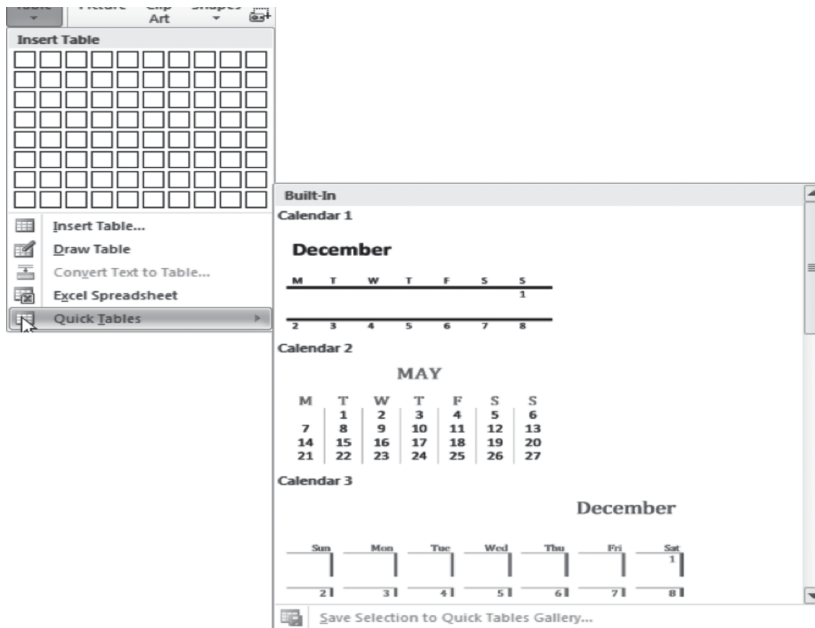 Table Picture Clip Shapes
Art
Insert Table
Insert Table...
Draw Table
Convert Text to Table...
Excel Spreadsheet
Quick Tables
Built-In
Calendar 1
December
M T W T F S S
1
2 3 4 5 6 7 8
Calendar 2
MAY
M T W T F S S
1 2 3 4 5 6
7 8 9 10 11 12 13
14 15 16 17 18 19 20
21 22 23 24 25 26 27
Calendar 3
December
Sun Mon Tue Wed Thu Fri Sat
1
2 3 4 5 6 7 8
Save Selection to Quick Tables Gallery...